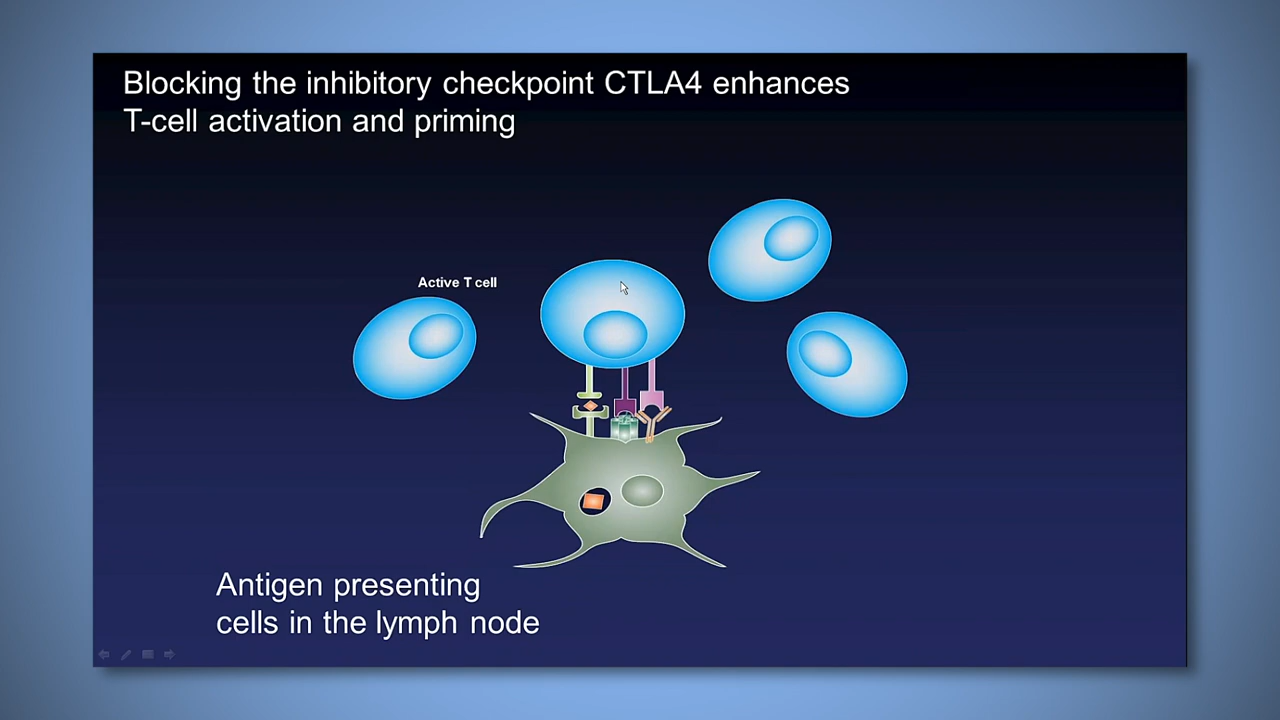 Blocking the inhibitory checkpoint CTLA4 enhances
T-cell activation and priming
Active T cell
Antigen presenting
cells in the lymph node